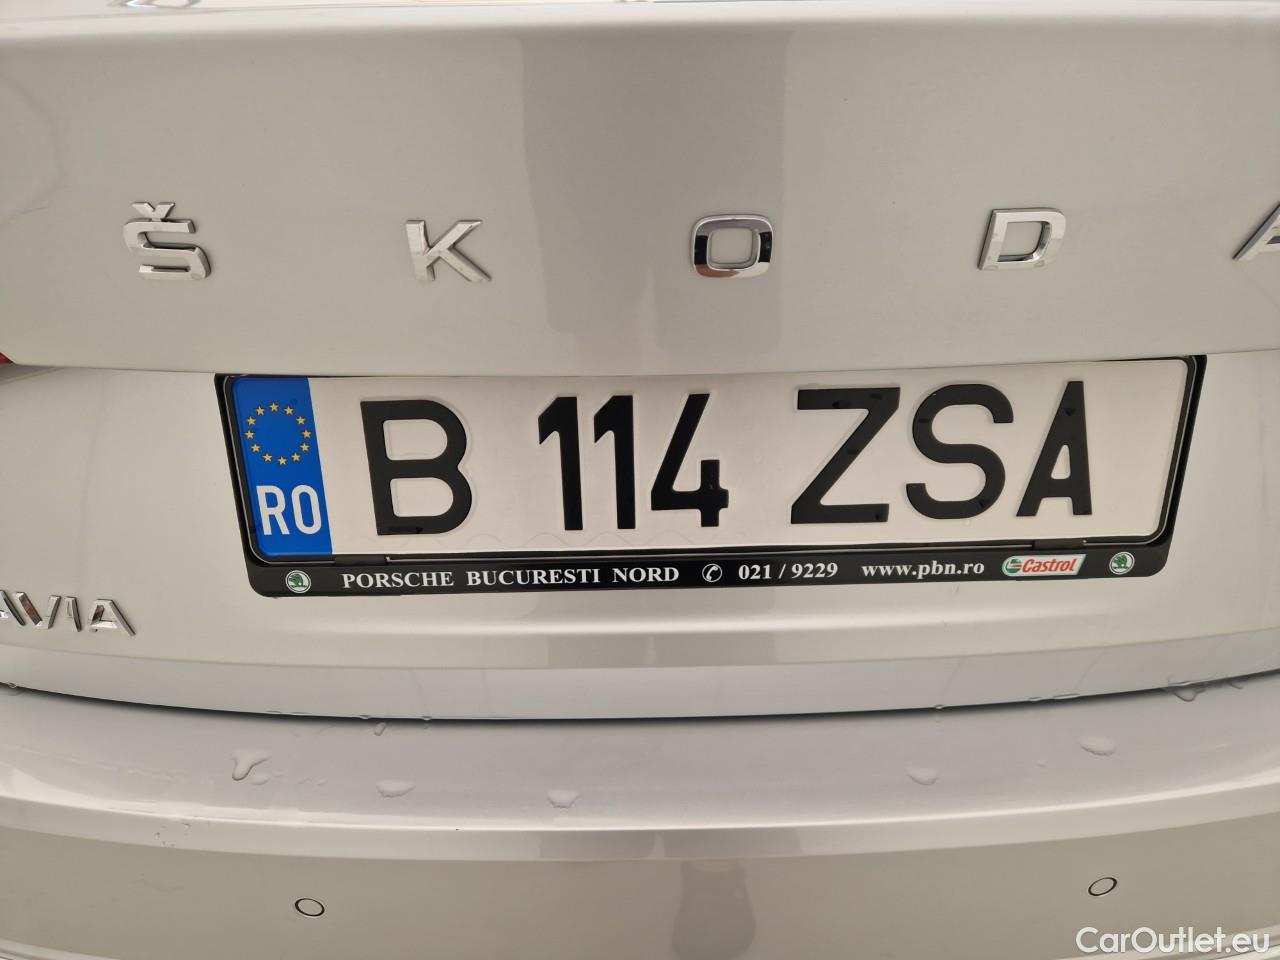 ŠKODA
RO B 114 ZSA
PORSCHE BUCURESTI NORD 021 / 9229 www.pbn.ro Castrol
AVIA
CarOutlet.eu